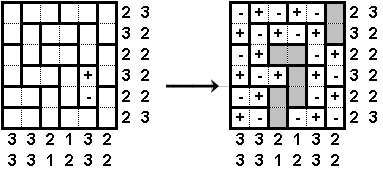 2 3 - + - + - 2 3
3 2 + - + - + 3 2
2 2 - + - + 2 2
+ 3 2 + - + + - 3 2
- 2 2 - + - + 2 2
2 3 + - - + - 2 3
3 3 2 1 3 2 3 3 2 1 3 2
3 3 1 2 3 2 3 3 1 2 3 2